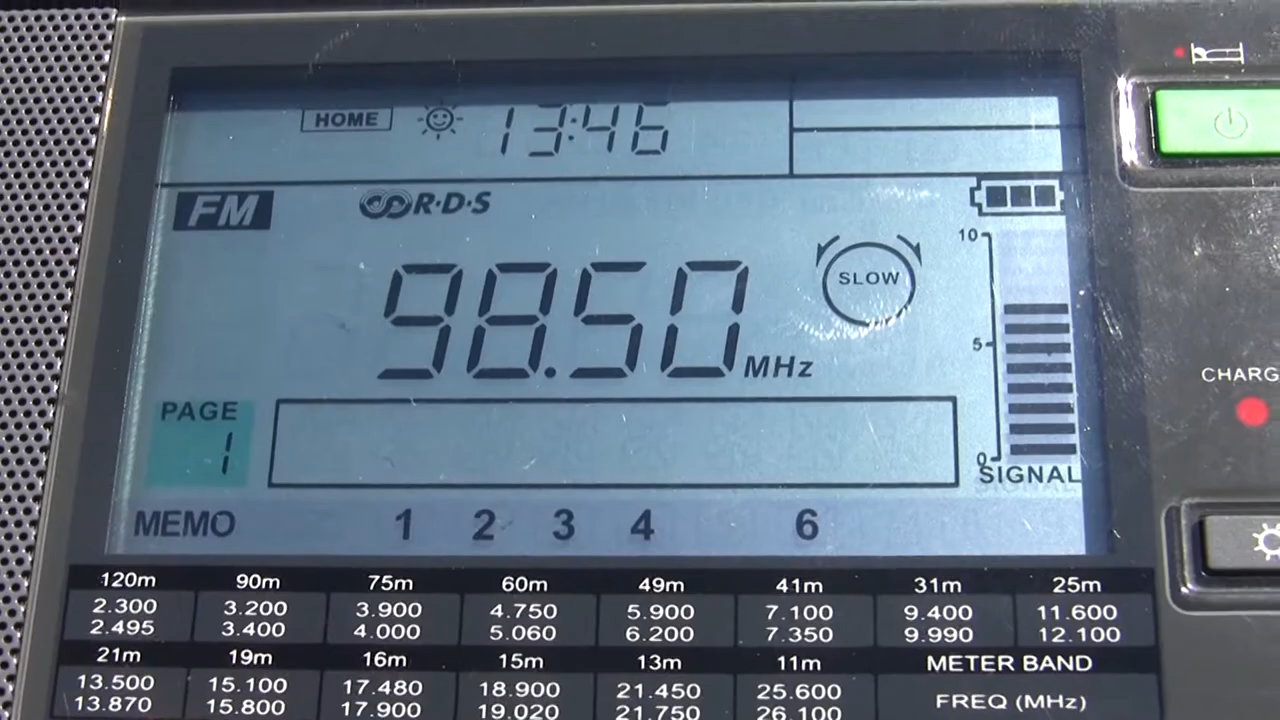 HOME 13:46
FM R·D·S
98.50 MHz
SLOW
10
5
0
SIGNAL
CHARG
PAGE
1
MEMO 1 2 3 4 6
120m 90m 75m 60m 49m 41m 31m 25m
2.300 3.200 3.900 4.750 5.900 7.100 9.400 11.600
2.495 3.400 4.000 5.060 6.200 7.350 9.990 12.100
21m 19m 16m 15m 13m 11m METER BAND
13.500 15.100 17.480 18.900 21.450 25.600 FREQ (MHz)
13.870 15.800 17.900 19.020 21.750 26.100